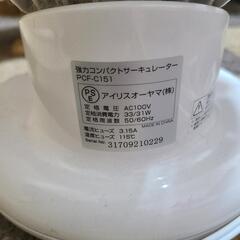 強力コンパクトサーキュレーター
PCF-C151
PSE アイリスオーヤマ(株)
定格電圧 AC100V
定格消費電力 33/31W
定格周波数 50/60Hz
電流ヒューズ 3.15A
温度ヒューズ 115℃
MADE IN CHINA
Serial No. 31709210229